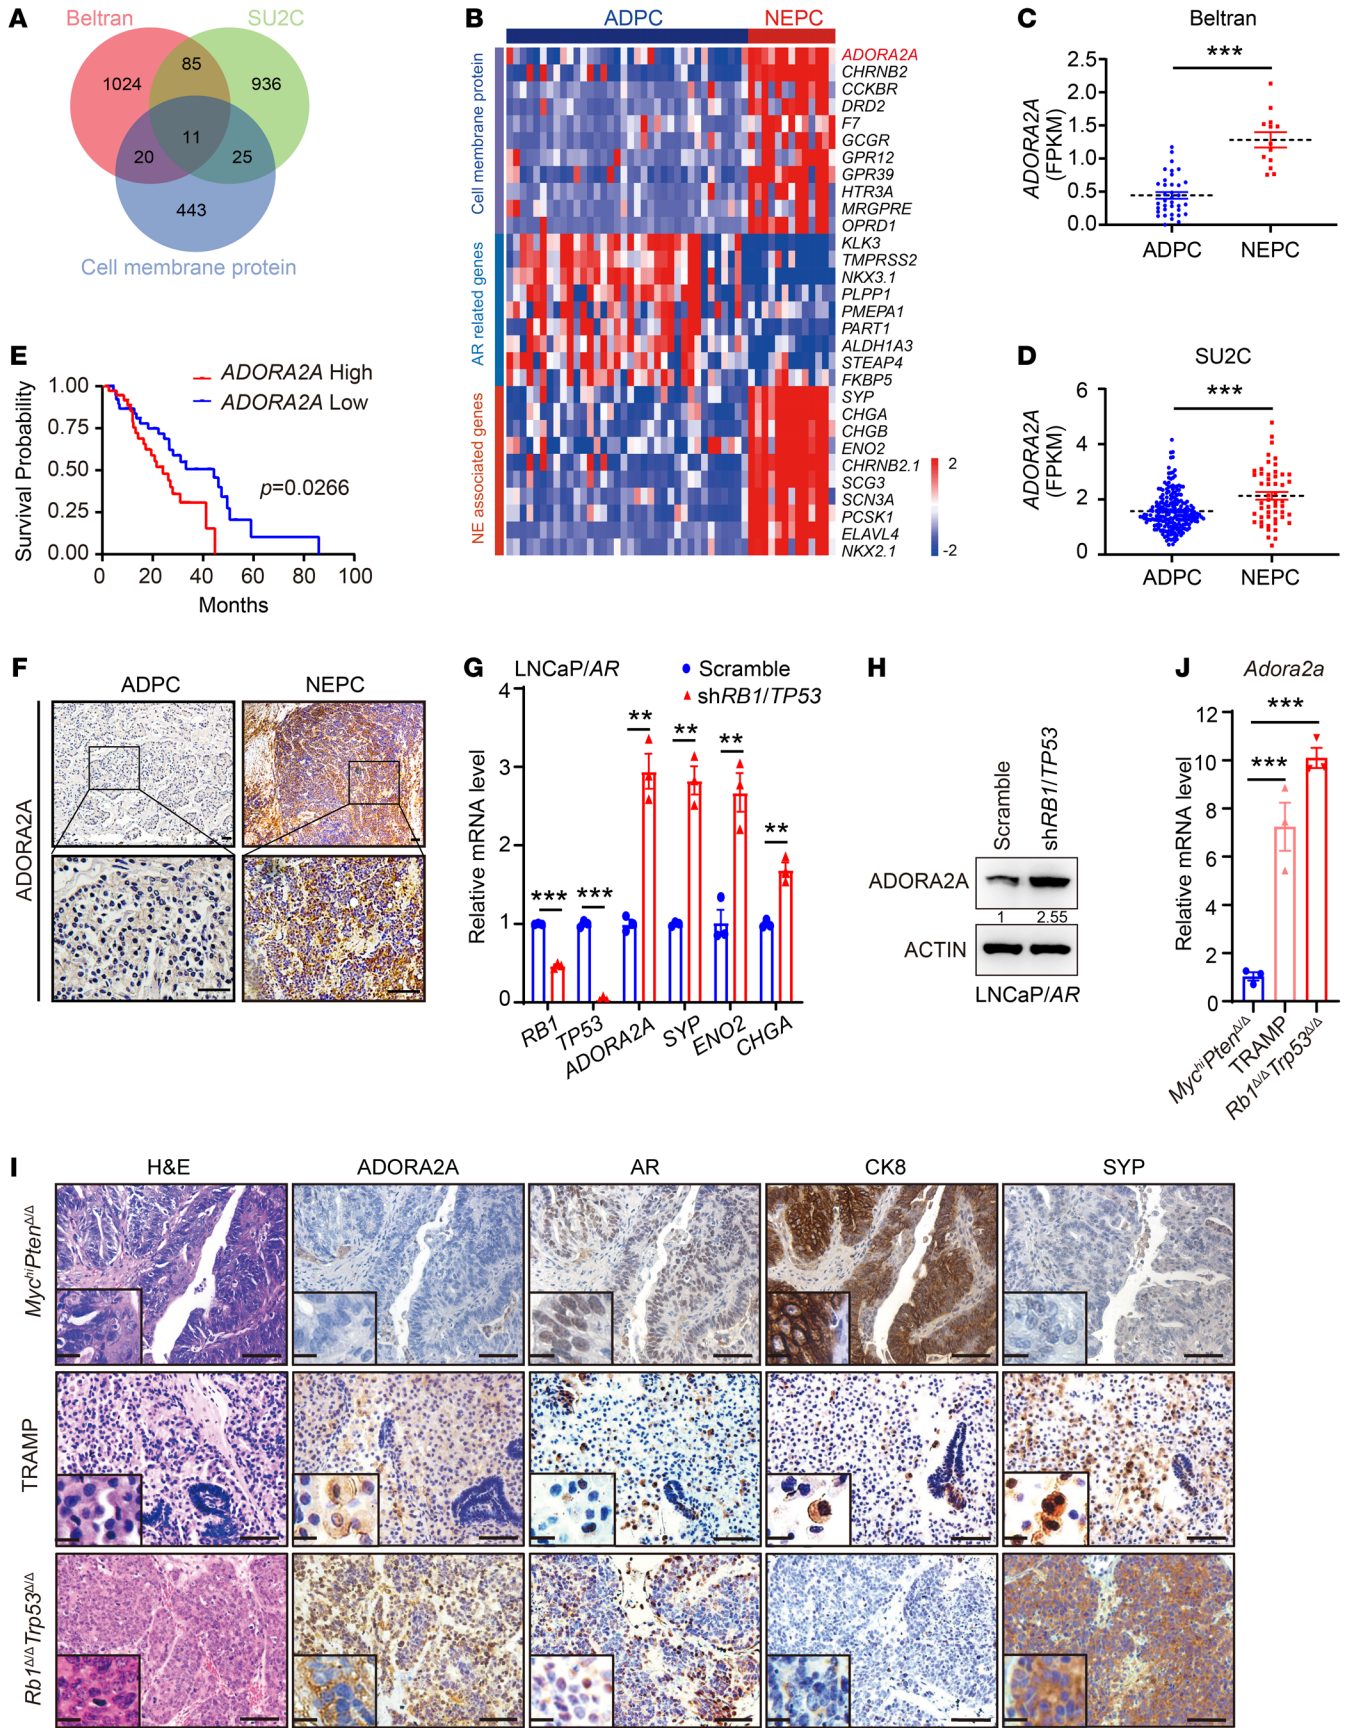 A
Beltran
SU2C
1024
85
936
11
20
25
443
Cell membrane protein
B
ADPC
NEPC
Cell membrane protein
AR related genes
NE associated genes
ADORA2A
CHRNB2
CCKBR
DRD2
F7
GCGR
GPR12
GPR39
HTR3A
MRGPRE
OPRD1
KLK3
TMPRSS2
NKX3.1
PLPP1
PMEPA1
PART1
ALDH1A3
STEAP4
FKBP5
SYP
CHGA
CHGB
ENO2
CHRNB2.1
SCG3
SCN3A
PCSK1
ELAVL4
NKX2.1
2
-2
C
Beltran
***
ADORA2A
(FPKM)
2.5
2.0
1.5
1.0
0.5
0.0
ADPC
NEPC
D
SU2C
***
ADORA2A
(FPKM)
6
4
2
0
ADPC
NEPC
E
ADORA2A High
ADORA2A Low
p=0.0266
Survival Probability
1.00
0.75
0.50
0.25
0.00
0 20 40 60 80 100
Months
F
ADPC
NEPC
ADORA2A
G
LNCaP/AR
Scramble
shRB1/TP53
Relative mRNA level
4
3
2
1
0
***
***
**
**
**
**
RB1
TP53
ADORA2A
SYP
ENO2
CHGA
H
Scramble
shRB1/TP53
ADORA2A
1 2.55
ACTIN
LNCaP/AR
J
Adora2a
***
***
Relative mRNA level
12
10
8
6
4
2
0
MychiPtenΔ/Δ
TRAMP
Rb1Δ/ΔTrp53Δ/Δ
I
H&E
ADORA2A
AR
CK8
SYP
MychiPtenΔ/Δ
TRAMP
Rb1Δ/ΔTrp53Δ/Δ